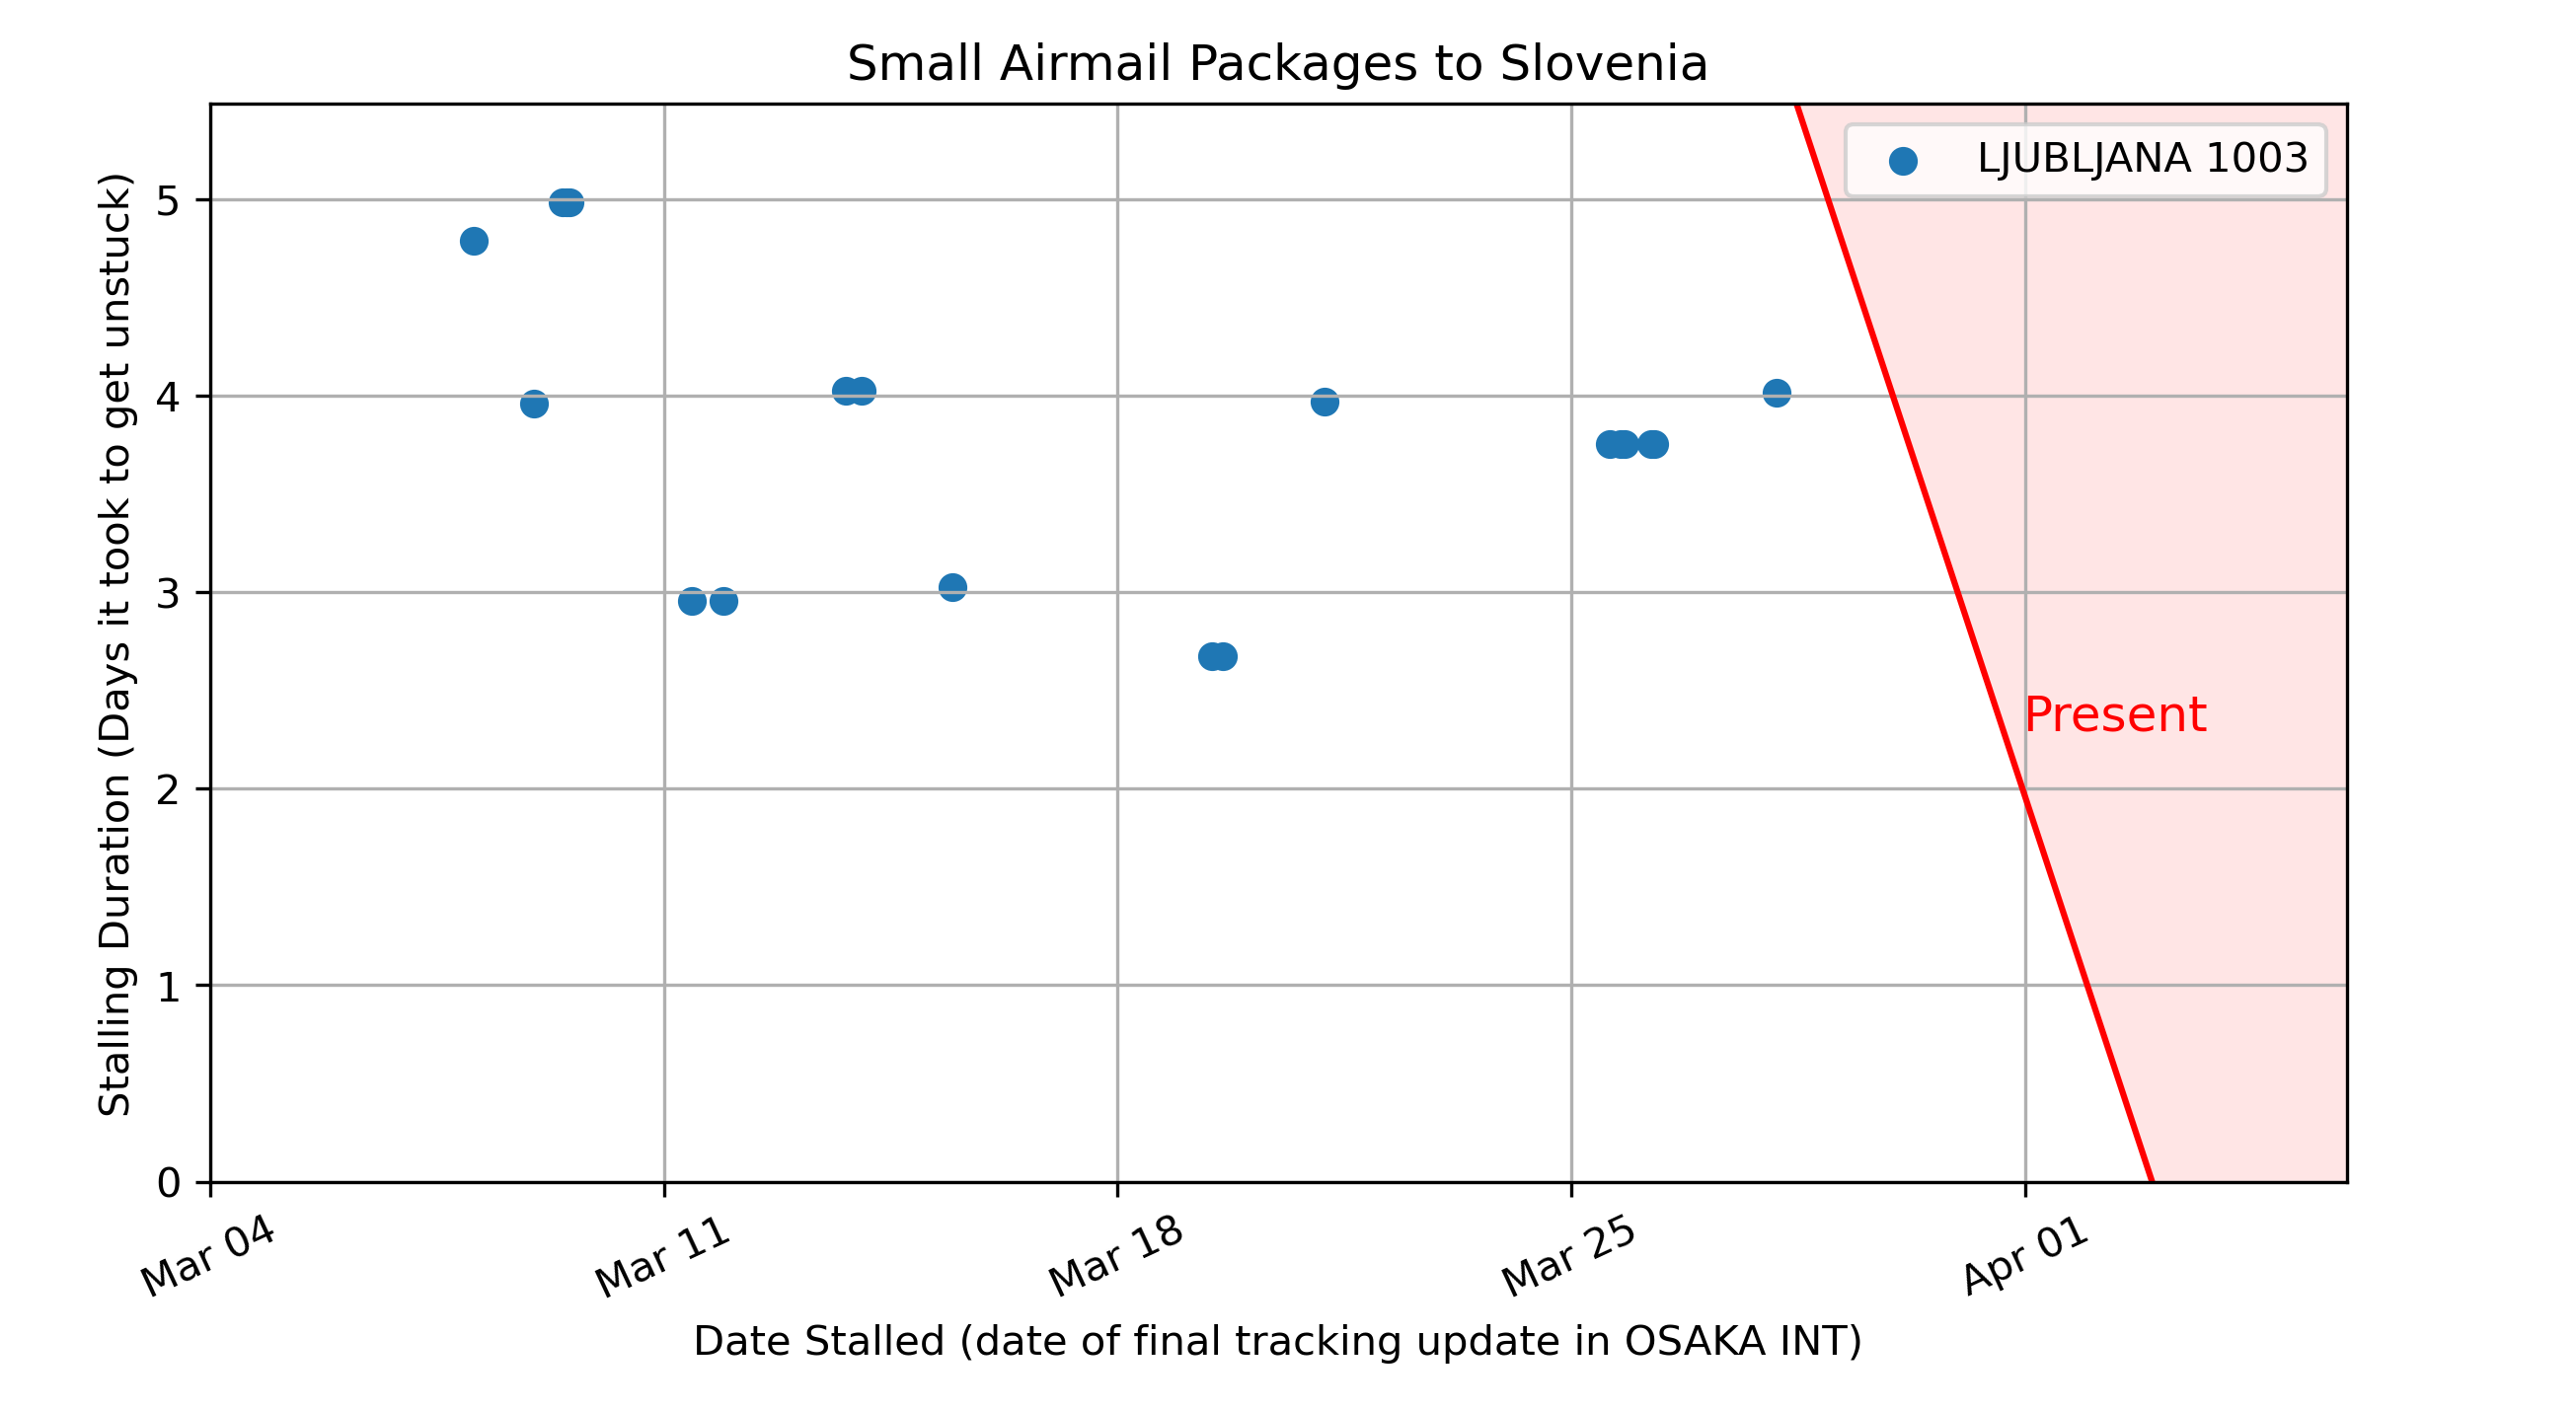 Small Airmail Packages to Slovenia
LJUBLJANA 1003
Present
Stalling Duration (Days it took to get unstuck)
5
4
3
2
1
0
Mar 04
Mar 11
Mar 18
Mar 25
Apr 01
Date Stalled (date of final tracking update in OSAKA INT)